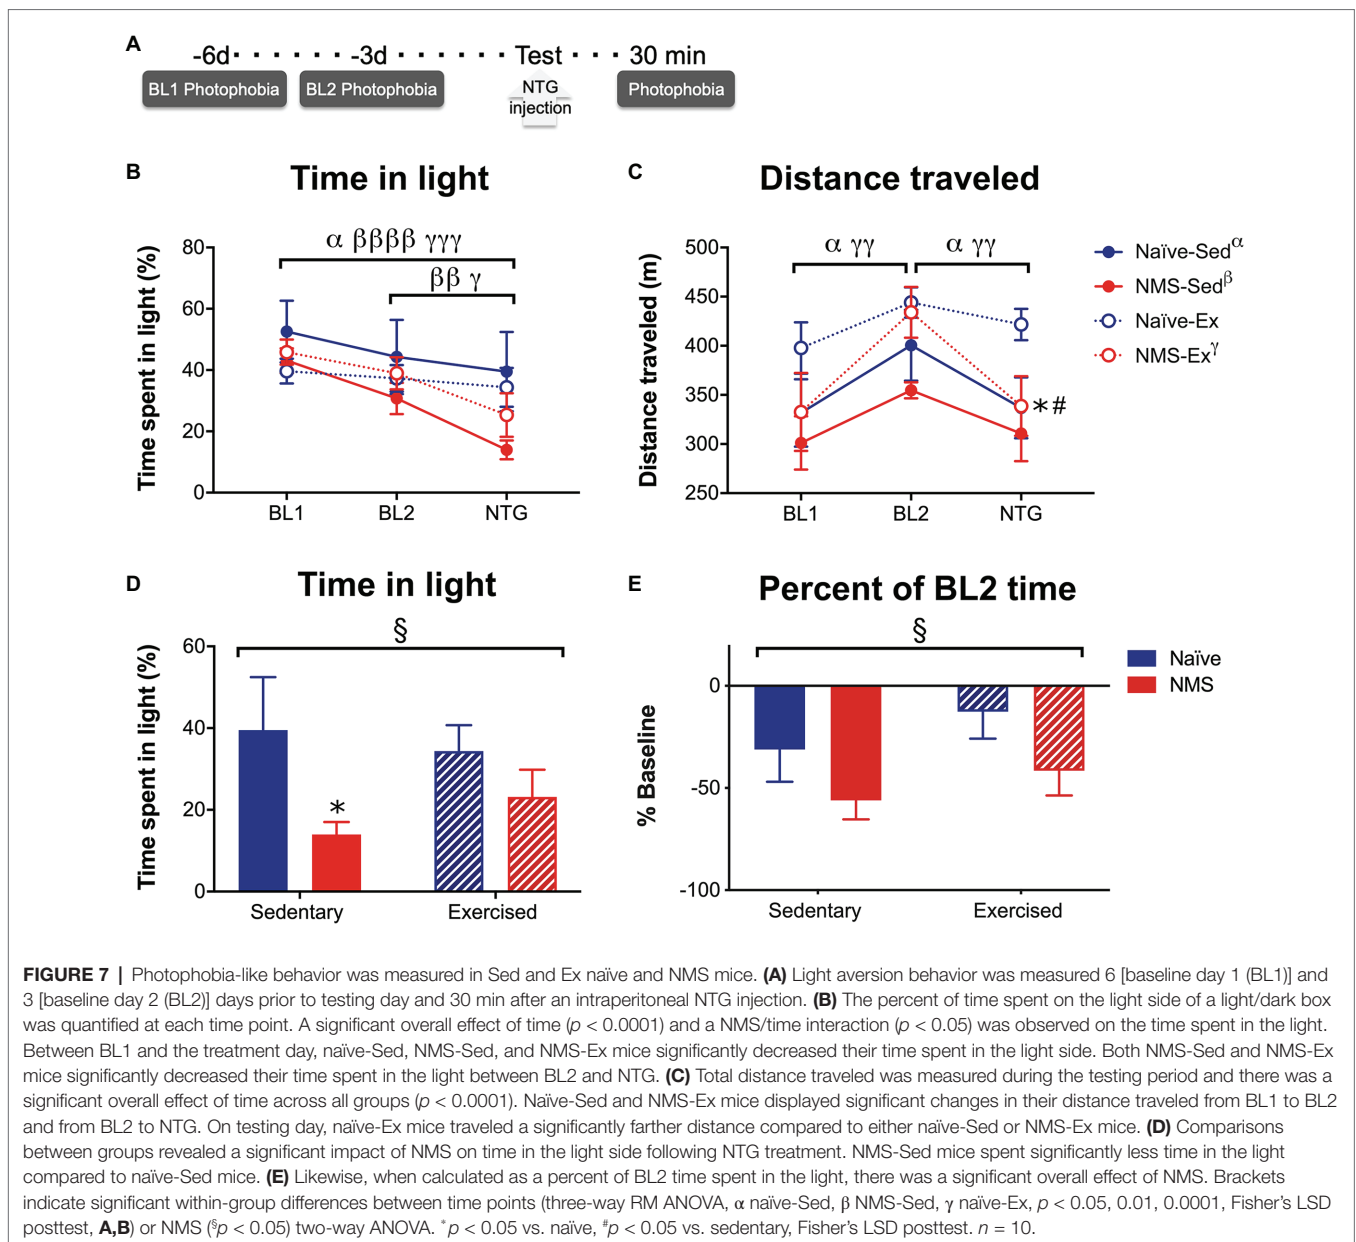 A
-6d · · · · · · -3d · · · · · · Test · · · 30 min
BL1 Photophobia
BL2 Photophobia
NTG
injection
Photophobia
B
Time in light
Time spent in light (%)
80
60
40
20
0
α ββββ γγγ
ββ γ
BL1
BL2
NTG
C
Distance traveled
Distance traveled (m)
500
450
400
350
300
250
α γγ
α γγ
*#
BL1
BL2
NTG
Naïve-Sedα
NMS-Sedβ
Naïve-Ex
NMS-Exγ
D
Time in light
Time spent in light (%)
60
40
20
0
§
*
Sedentary
Exercised
E
Percent of BL2 time
% Baseline
0
-50
-100
§
Sedentary
Exercised
Naïve
NMS
FIGURE 7 | Photophobia-like behavior was measured in Sed and Ex naïve and NMS mice. (A) Light aversion behavior was measured 6 [baseline day 1 (BL1)] and
3 [baseline day 2 (BL2)] days prior to testing day and 30 min after an intraperitoneal NTG injection. (B) The percent of time spent on the light side of a light/dark box
was quantified at each time point. A significant overall effect of time (p < 0.0001) and a NMS/time interaction (p < 0.05) was observed on the time spent in the light.
Between BL1 and the treatment day, naïve-Sed, NMS-Sed, and NMS-Ex mice significantly decreased their time spent in the light side. Both NMS-Sed and NMS-Ex
mice significantly decreased their time spent in the light between BL2 and NTG. (C) Total distance traveled was measured during the testing period and there was a
significant overall effect of time across all groups (p < 0.0001). Naïve-Sed and NMS-Ex mice displayed significant changes in their distance traveled from BL1 to BL2
and from BL2 to NTG. On testing day, naïve-Ex mice traveled a significantly farther distance compared to either naïve-Sed or NMS-Ex mice. (D) Comparisons
between groups revealed a significant impact of NMS on time in the light side following NTG treatment. NMS-Sed mice spent significantly less time in the light
compared to naïve-Sed mice. (E) Likewise, when calculated as a percent of BL2 time spent in the light, there was a significant overall effect of NMS. Brackets
indicate significant within-group differences between time points (three-way RM ANOVA, α naïve-Sed, β NMS-Sed, γ naïve-Ex, p < 0.05, 0.01, 0.0001, Fisher's LSD
posttest, A,B) or NMS (§p < 0.05) two-way ANOVA. *p < 0.05 vs. naïve, #p < 0.05 vs. sedentary, Fisher's LSD posttest. n = 10.